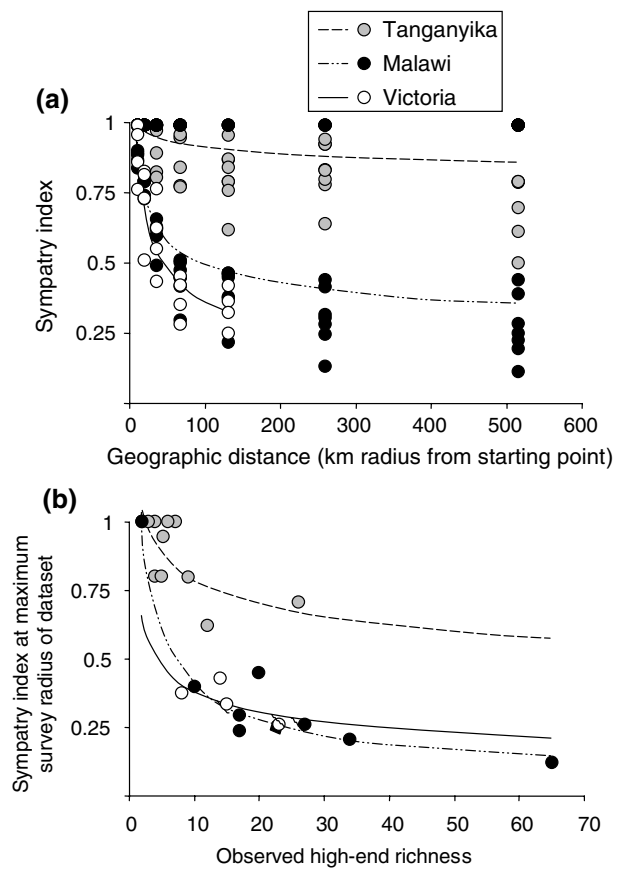 Tanganyika
Malawi
Victoria
(a)
1
0.75
0.5
0.25
Sympatry index
0 100 200 300 400 500 600
Geographic distance (km radius from starting point)
(b)
1
0.75
0.5
0.25
Sympatry index at maximum
survey radius of dataset
0 10 20 30 40 50 60 70
Observed high-end richness